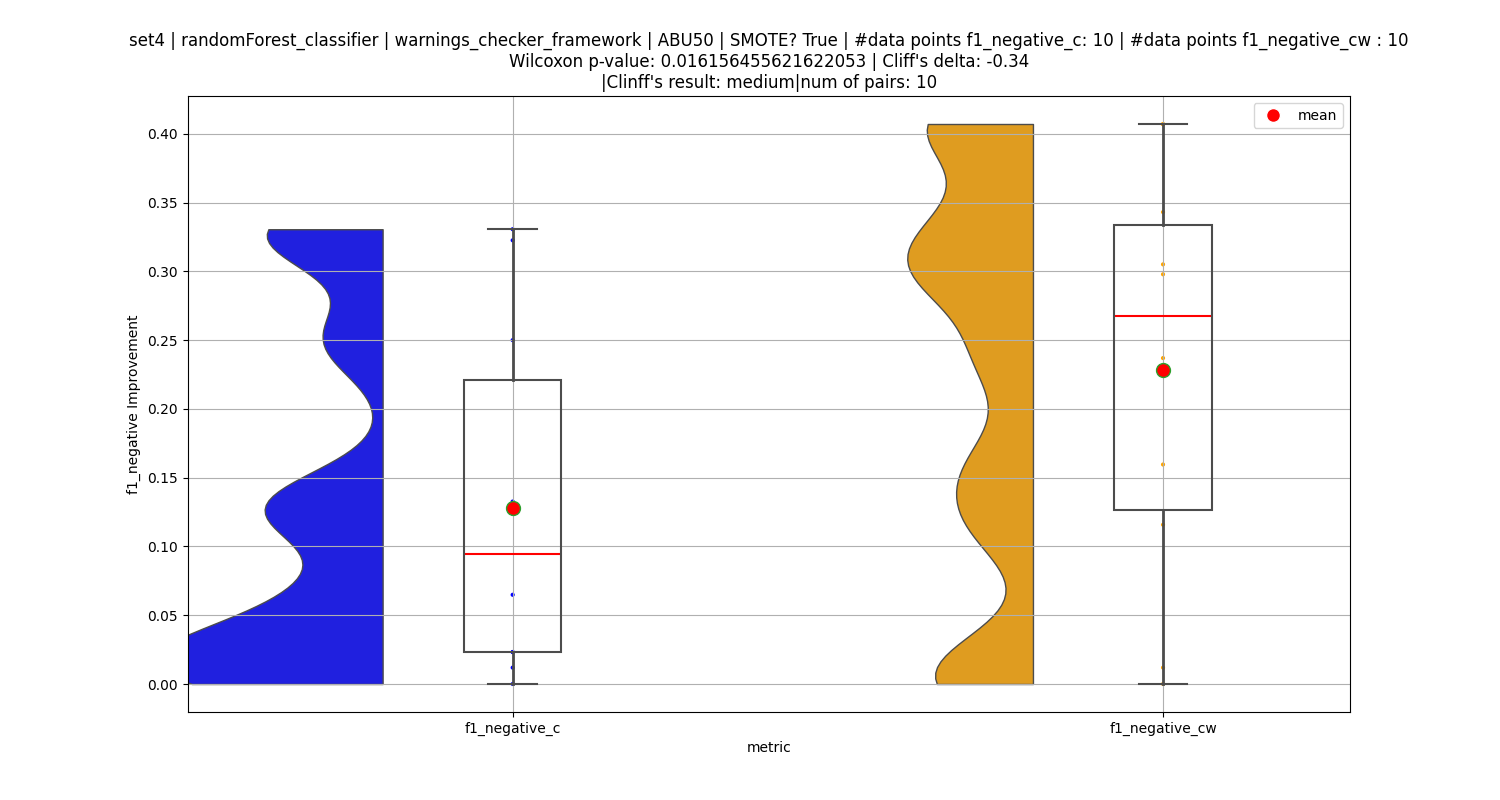 set4 | randomForest_classifier | warnings_checker_framework | ABU50 | SMOTE? True | #data points f1_negative_c: 10 | #data points f1_negative_cw : 10
Wilcoxon p-value: 0.016156455621622053 | Cliff's delta: -0.34
|Clinff's result: medium|num of pairs: 10
mean
0.40
0.35
0.30
0.25
0.20
0.15
0.10
0.05
0.00
f1_negative Improvement
f1_negative_c
f1_negative_cw
metric